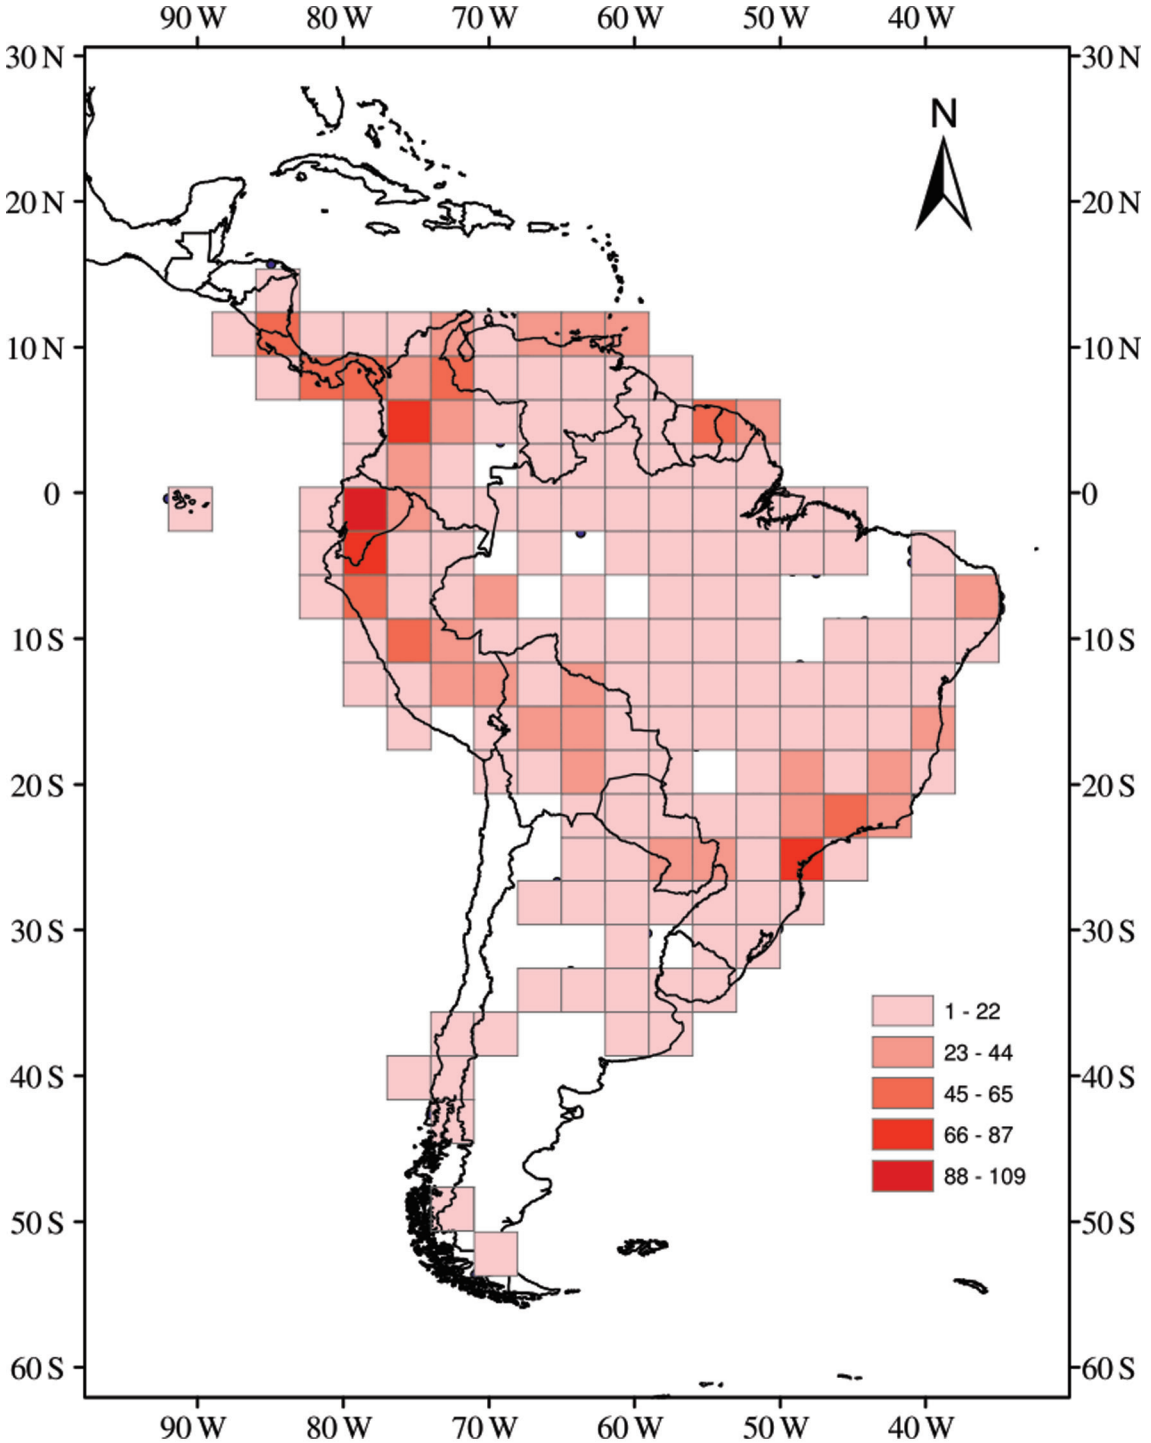 90 W 80 W 70 W 60 W 50 W 40 W
30 N 30 N
N
20 N 20 N
10 N 10 N
0 0
10 S 10 S
20 S 20 S
30 S 30 S
1 - 22
23 - 44
40 S 40 S
45 - 65
66 - 87
88 - 109
50 S 50 S
60 S 60 S
90 W 80 W 70 W 60 W 50 W 40 W